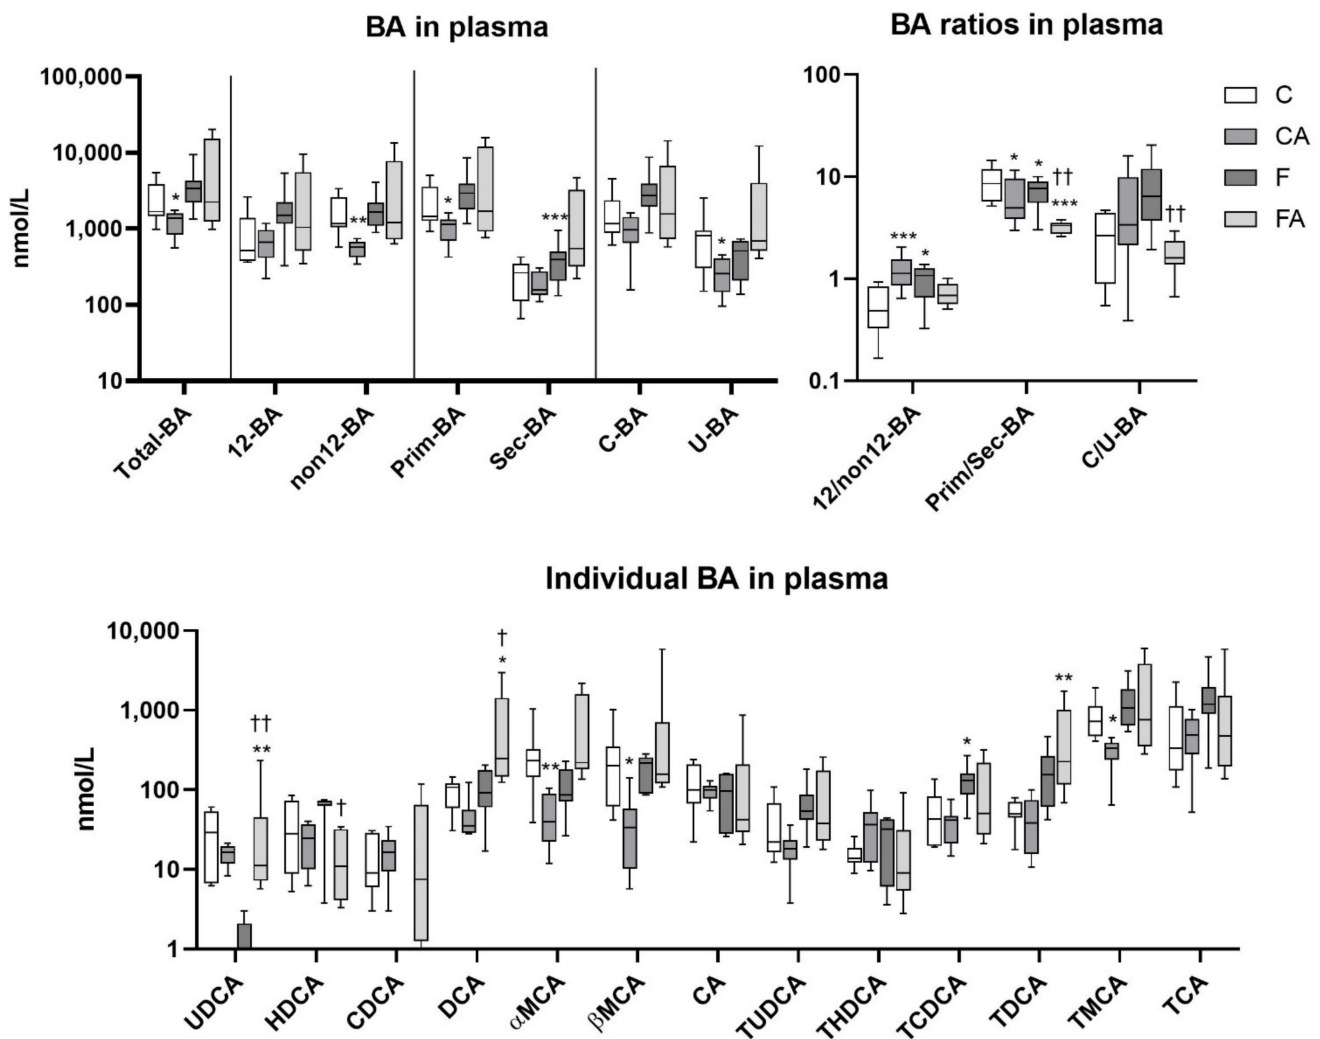 BA in plasma
nmol/L
100,000
10,000
1,000
100
10
*
**
*
***
*
Total-BA
12-BA
non12-BA
Prim-BA
Sec-BA
C-BA
U-BA
BA ratios in plasma
100
10
1
0.1
***
*
*
*
††
***
††
12/non12-BA
Prim/Sec-BA
C/U-BA
C
CA
F
FA
Individual BA in plasma
nmol/L
10,000
1,000
100
10
1
††
**
†
†
*
**
*
*
**
*
UDCA
HDCA
CDCA
DCA
αMCA
βMCA
CA
TUDCA
THDCA
TCDCA
TDCA
TMCA
TCA